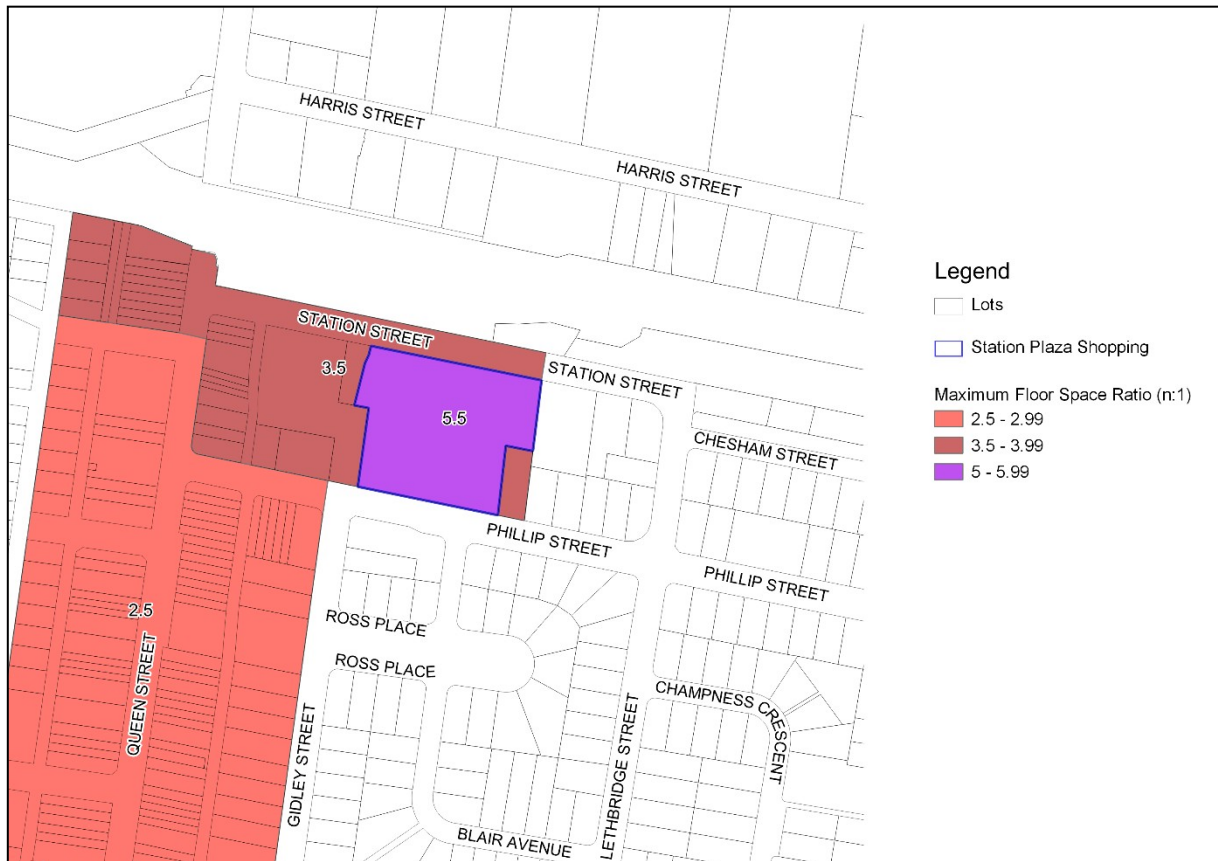 HARRIS STREET
HARRIS STREET
STATION STREET
3.5
STATION STREET
5.5
CHESHAM STREET
PHILLIP STREET
PHILLIP STREET
2.5
QUEEN STREET
ROSS PLACE
ROSS PLACE
GIDLEY STREET
LETHBRIDGE STREET
CHAMPNESS CRESCENT
BLAIR AVENUE
Legend
Lots
Station Plaza Shopping
Maximum Floor Space Ratio (n:1)
2.5 - 2.99
3.5 - 3.99
5 - 5.99